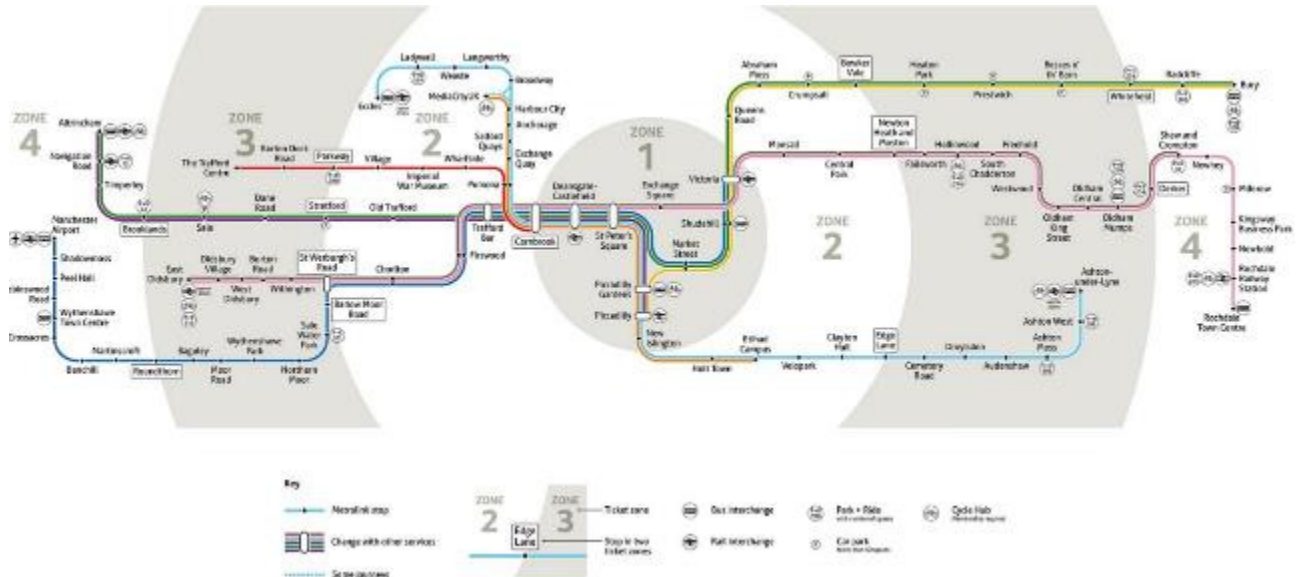 ZONE
4
Altrincham
Navigation
Road
Timperley
Brooklands
Sale
Dane
Road
Stretford
Old Trafford
Trafford
Bar
Cornbrook
Deansgate-
Castlefield
St Peter's
Square
ZONE
3
The Trafford
Centre
Barton Dock
Road
Parkway
Village
Imperial
War Museum
Wharfside
Pomona
ZONE
2
Eccles
Ladywell
Weaste
Langworthy
Broadway
MediaCityUK
Harbour City
Anchorage
Salford
Quays
Exchange
Quay
ZONE
1
Exchange
Square
Victoria
Shudehill
Market
Street
Piccadilly
Gardens
Piccadilly
New
Islington
Holt Town
Etihad
Campus
Velopark
Clayton
Hall
Edge
Lane
Cemetery
Road
Droylsden
Audenshaw
Ashton
Moss
Ashton West
Ashton-
under-Lyne
Queens
Road
Abraham
Moss
Crumpsall
Bowker
Vale
Heaton
Park
Prestwich
Besses o'
th' Barn
Whitefield
Radcliffe
Bury
Monsall
Central
Park
Newton
Heath and
Moston
Failsworth
Hollinwood
South
Chadderton
Freehold
Westwood
Oldham
King
Street
Oldham
Central
Oldham
Mumps
Derker
Shaw and
Crompton
Newhey
Milnrow
Kingsway
Business Park
Newbold
Rochdale
Railway
Station
Rochdale
Town Centre
2
ZONE
3
ZONE
4
Manchester
Airport
Shadowmoss
Peel Hall
Wythenshawe
Town Centre
Crossacres
Benchill
Martinscroft
Roundthorn
Baguley
Moor
Road
Wythenshawe
Park
Northern
Moor
Sale
Water
Park
Barlow Moor
Road
St Werburgh's
Road
East
Didsbury
Didsbury
Village
West
Didsbury
Burton
Road
Withington
Chorlton
Firswood
Key
Metrolink stop
Change with other services
Some journeys
ZONE
2
ZONE
3
Edge
Lane
Ticket zone
Stop in two
ticket zones
Bus interchange
Rail interchange
Park + Ride
Car park
Cycle Hub